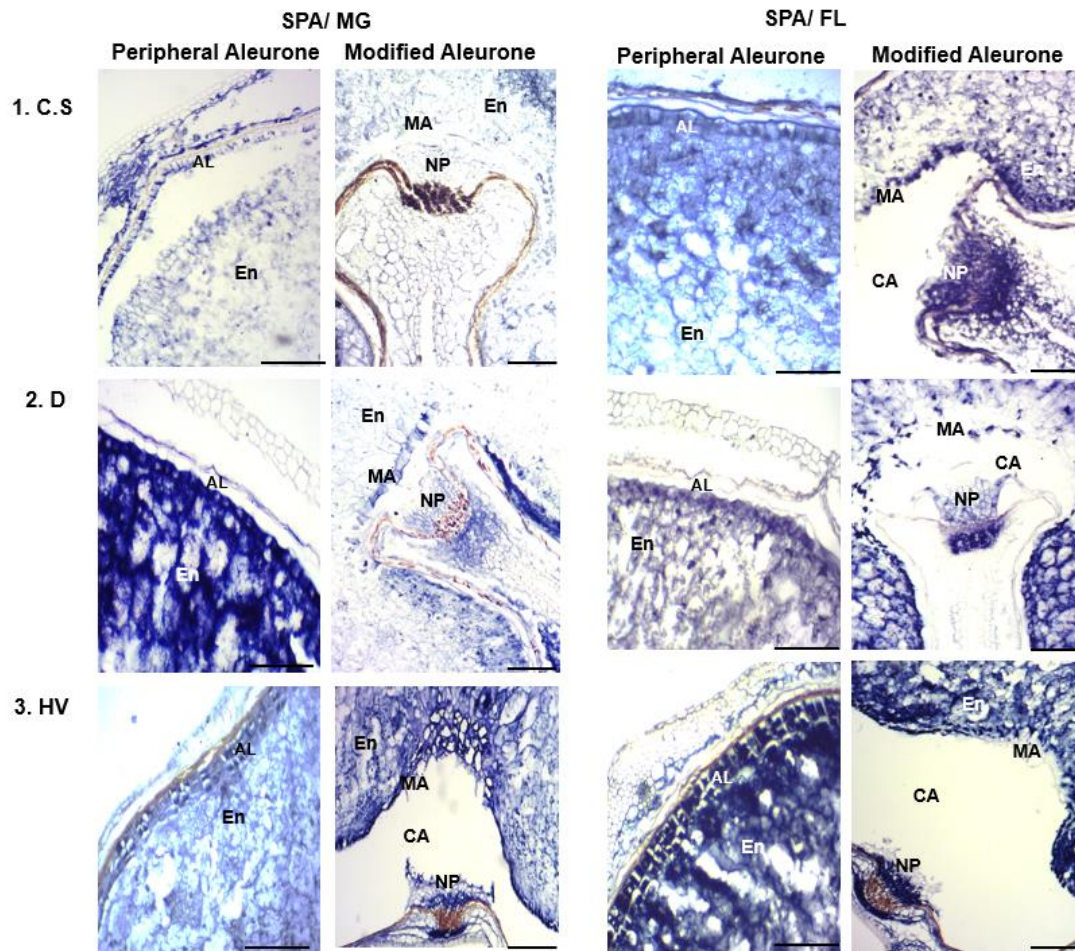 SPA/ MG
SPA/ FL
Peripheral Aleurone
Modified Aleurone
Peripheral Aleurone
Modified Aleurone
1. C.S
AL
En
En
MA
NP
AL
En
En
MA
NP
CA
2. D
AL
En
En
MA
NP
AL
En
MA
CA
NP
3. HV
AL
En
En
MA
CA
NP
AL
En
En
MA
CA
NP